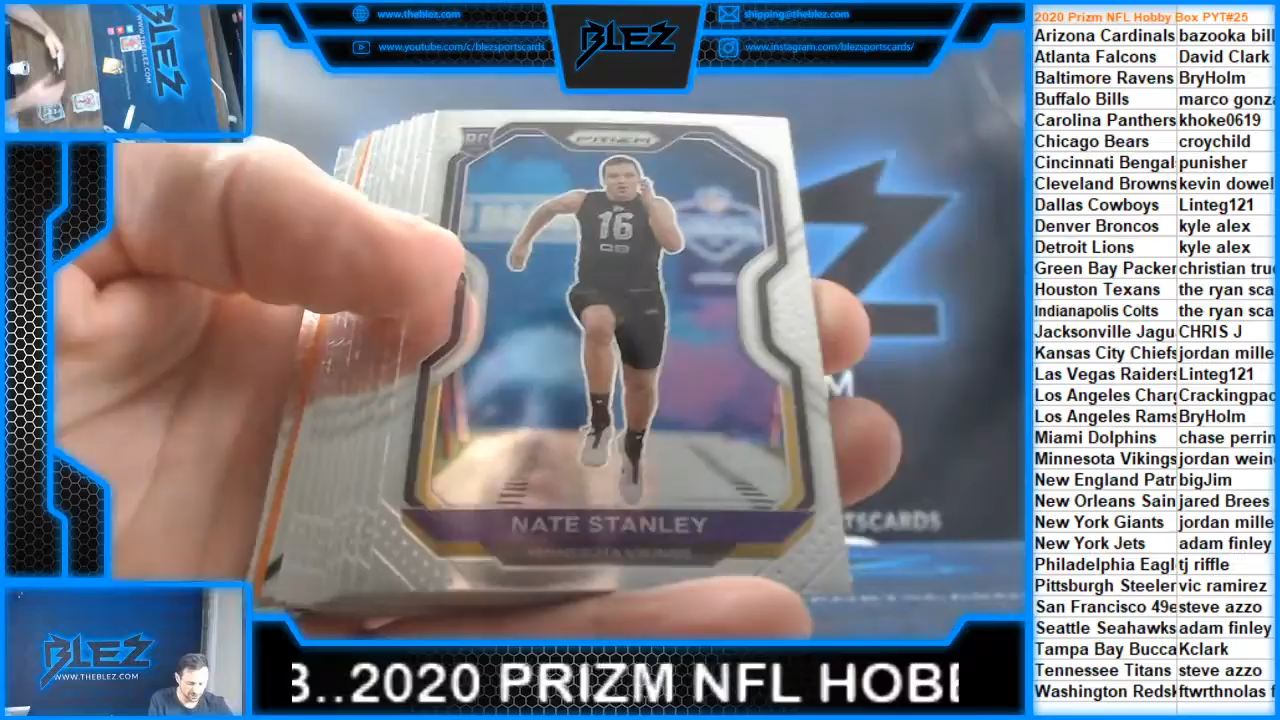 www.theblez.com
shipping@theblez.com
www.youtube.com/c/blezsportscards
www.instagram.com/blezsportscards/
BLEZ
RC
PRIZM
16
QB
NATE STANLEY
TSCARDS
BLEZ
WWW.THEBLEZ.COM
3..2020 PRIZM NFL HOBB
2020 Prizm NFL Hobby Box PYT#25
Arizona Cardinals bazooka bill
Atlanta Falcons David Clark
Baltimore Ravens BryHolm
Buffalo Bills marco gonza
Carolina Panthers khoke0619
Chicago Bears croychild
Cincinnati Bengal punisher
Cleveland Browns kevin dowel
Dallas Cowboys Linteg121
Denver Broncos kyle alex
Detroit Lions kyle alex
Green Bay Packer christian tru
Houston Texans the ryan sca
Indianapolis Colts the ryan sca
Jacksonville Jagu CHRIS J
Kansas City Chiefs jordan mille
Las Vegas Raiders Linteg121
Los Angeles Charg Crackingpac
Los Angeles Rams BryHolm
Miami Dolphins chase perrin
Minnesota Vikings jordan wein
New England Patr bigJim
New Orleans Sain jared Brees
New York Giants jordan mille
New York Jets adam finley
Philadelphia Eagl tj riffle
Pittsburgh Steeler vic ramirez
San Francisco 49e steve azzo
Seattle Seahawks adam finley
Tampa Bay Bucca Kclark
Tennessee Titans steve azzo
Washington Redsk ftwrthnolas f